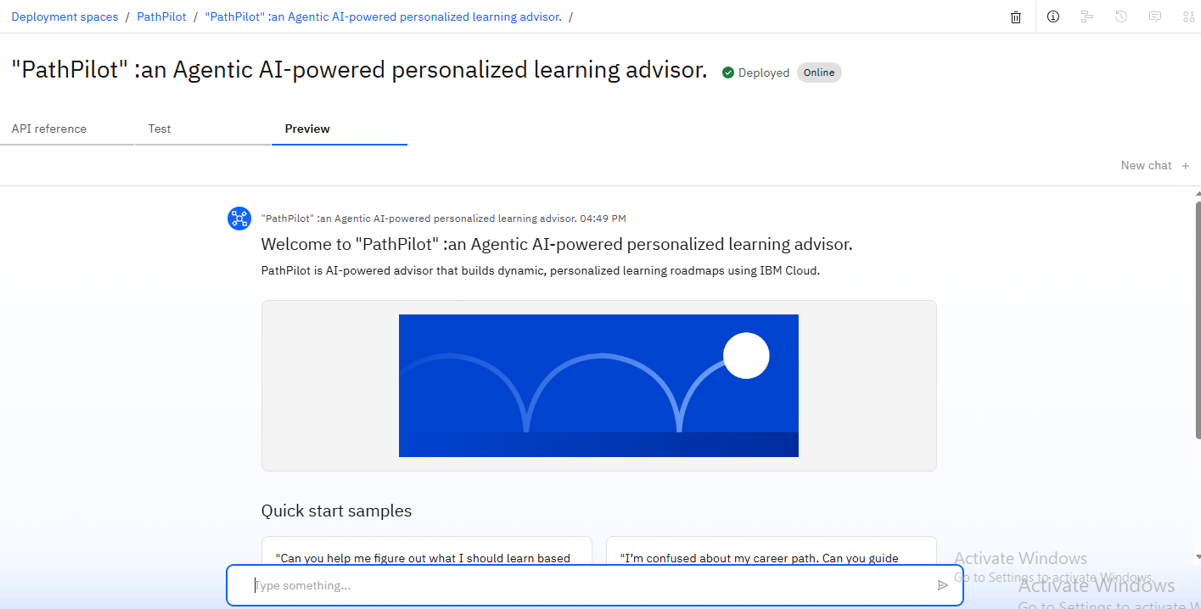 Deployment spaces / PathPilot / "PathPilot" :an Agentic AI-powered personalized learning advisor. /
"PathPilot" :an Agentic AI-powered personalized learning advisor. Deployed Online
API reference Test Preview
New chat +
"PathPilot" :an Agentic AI-powered personalized learning advisor. 04:49 PM
Welcome to "PathPilot" :an Agentic AI-powered personalized learning advisor.
PathPilot is AI-powered advisor that builds dynamic, personalized learning roadmaps using IBM Cloud.
Quick start samples
"Can you help me figure out what I should learn based
"I’m confused about my career path. Can you guide
Type something...
Activate Windows
Go to Settings to activate Windows.
Activate Windows
Go to Settings to activate W